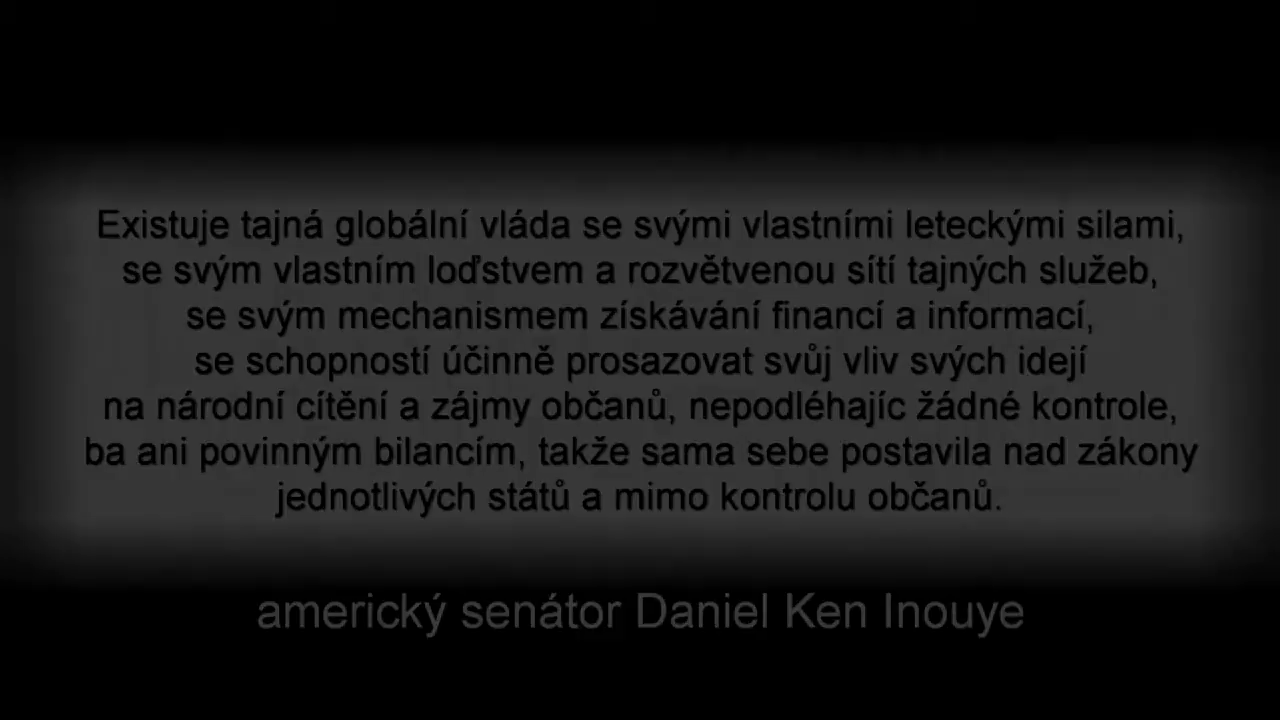 Existuje tajná globální vláda se svými vlastními leteckými silami,
se svým vlastním loďstvem a rozvětvenou sítí tajných služeb,
se svým mechanismem získávání financí a informací,
se schopností účinně prosazovat svůj vliv svých idejí
na národní cítění a zájmy občanů, nepodléhajíc žádné kontrole,
ba ani povinným bilancím, takže sama sebe postavila nad zákony
jednotlivých států a mimo kontrolu občanů.
americký senátor Daniel Ken Inouye